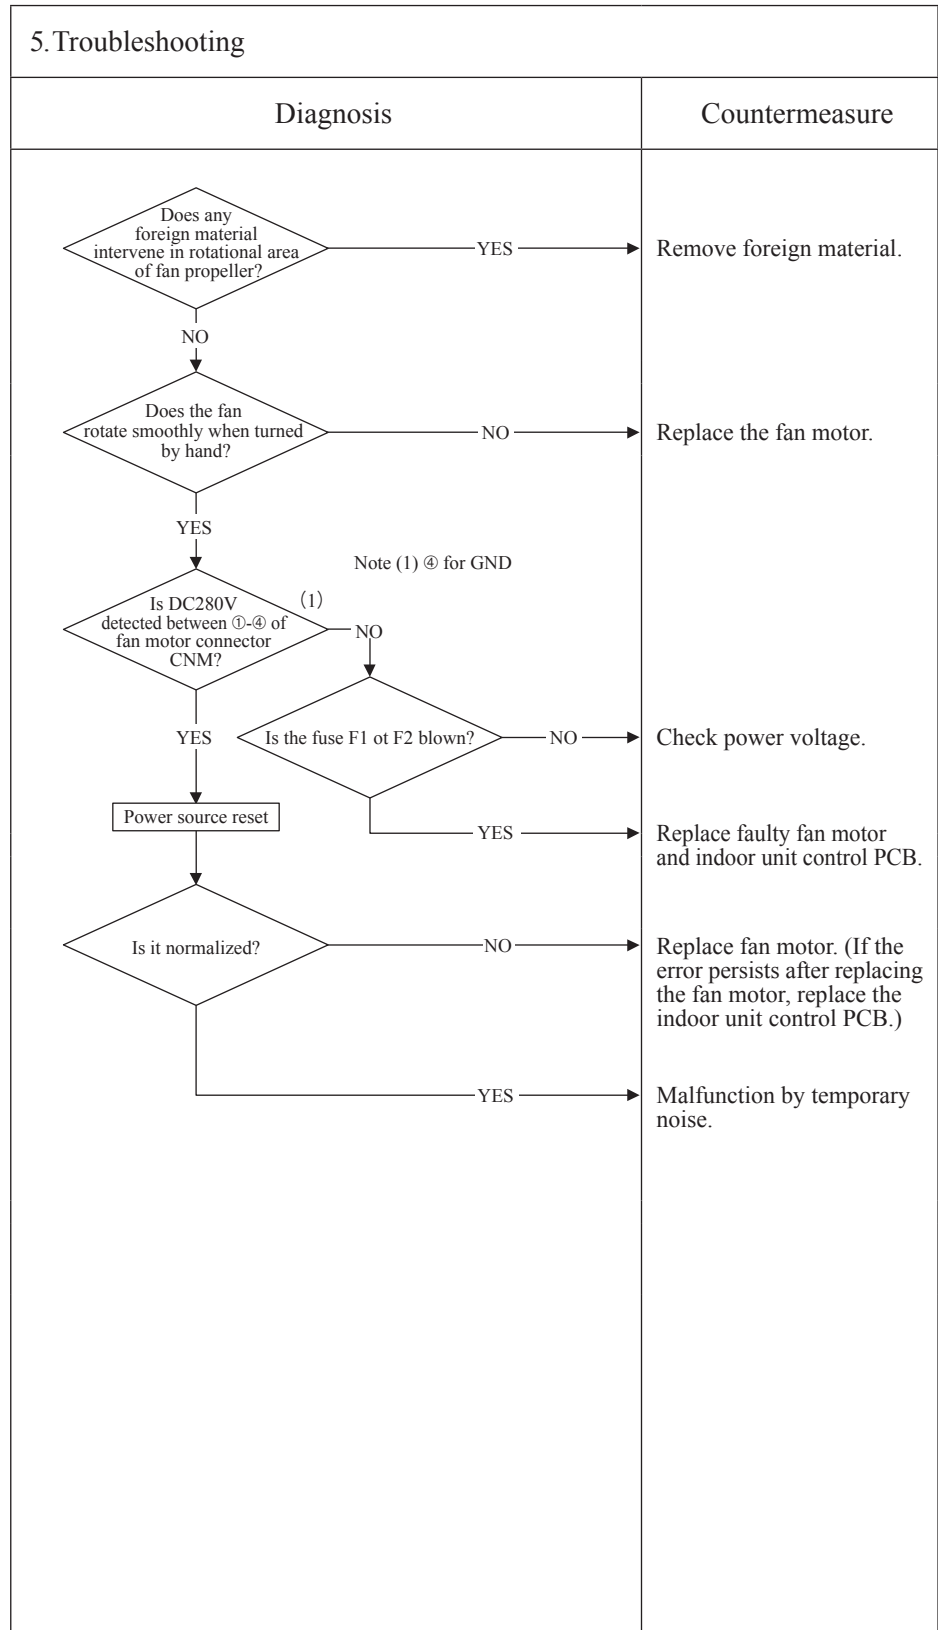 5.Troubleshooting
Diagnosis
Countermeasure
Does any
foreign material
intervene in rotational area
of fan propeller?
YES
Remove foreign material.
NO
Does the fan
rotate smoothly when turned
by hand?
NO
Replace the fan motor.
YES
Note (1) ④ for GND
Is DC280V
(1)
detected between ①-④ of
fan motor connector
CNM?
NO
YES
Is the fuse F1 ot F2 blown?
NO
Check power voltage.
Power source reset
YES
Replace faulty fan motor
and indoor unit control PCB.
Is it normalized?
NO
Replace fan motor. (If the
error persists after replacing
the fan motor, replace the
indoor unit control PCB.)
YES
Malfunction by temporary
noise.